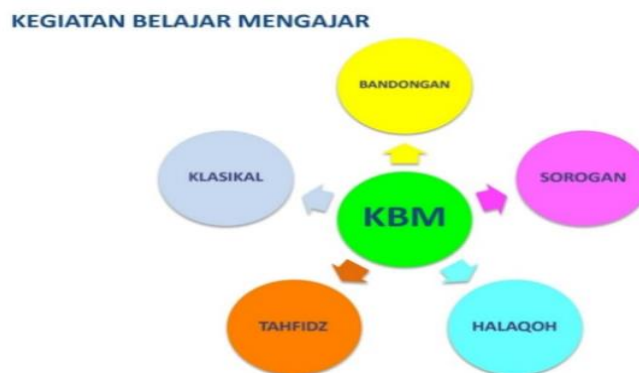 KEGIATAN BELAJAR MENGAJAR
BANDONGAN
KLASIKAL
SOROGAN
KBM
TAHFIDZ
HALAQOH